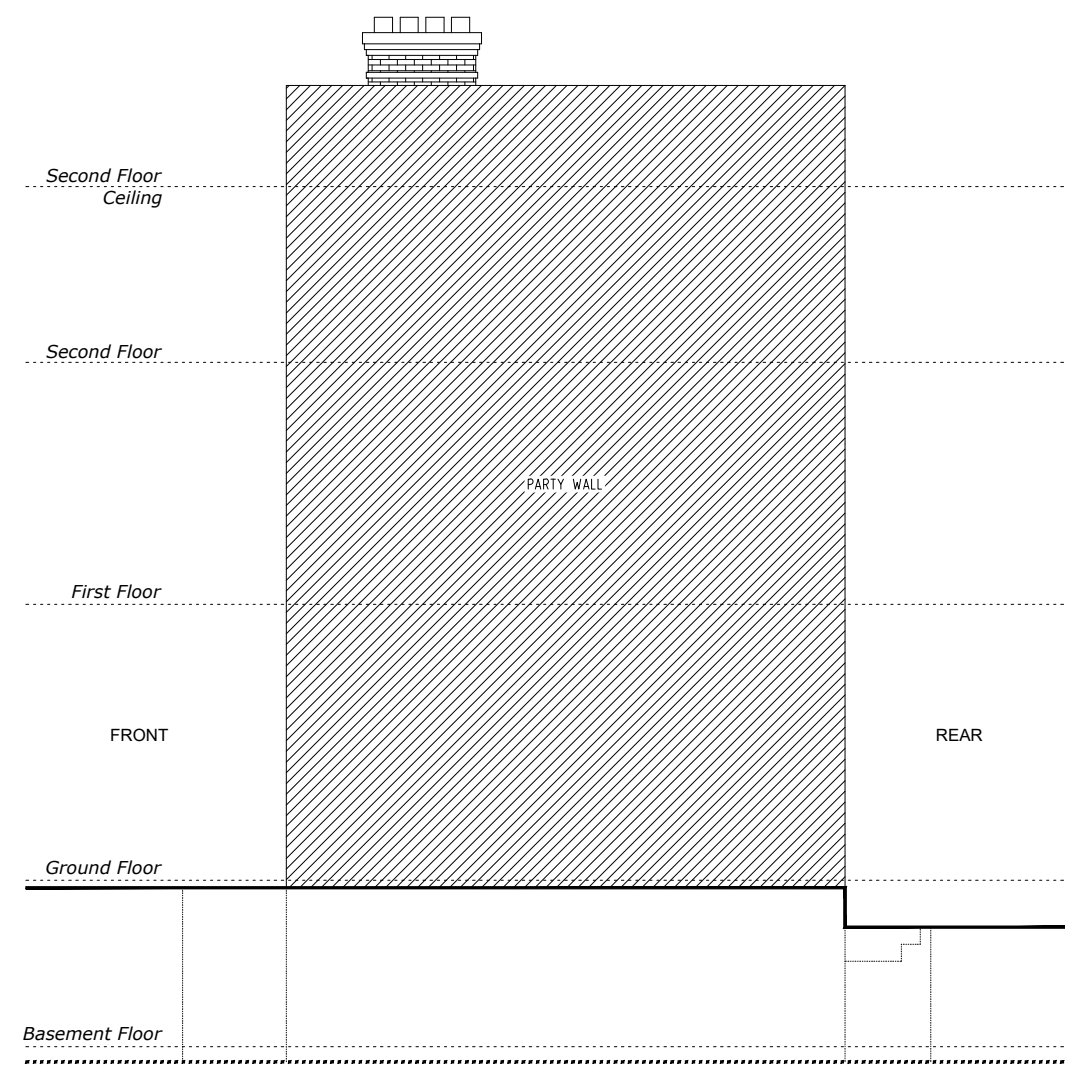 Second Floor
Ceiling
Second Floor
PARTY WALL
First Floor
FRONT
REAR
Ground Floor
Basement Floor